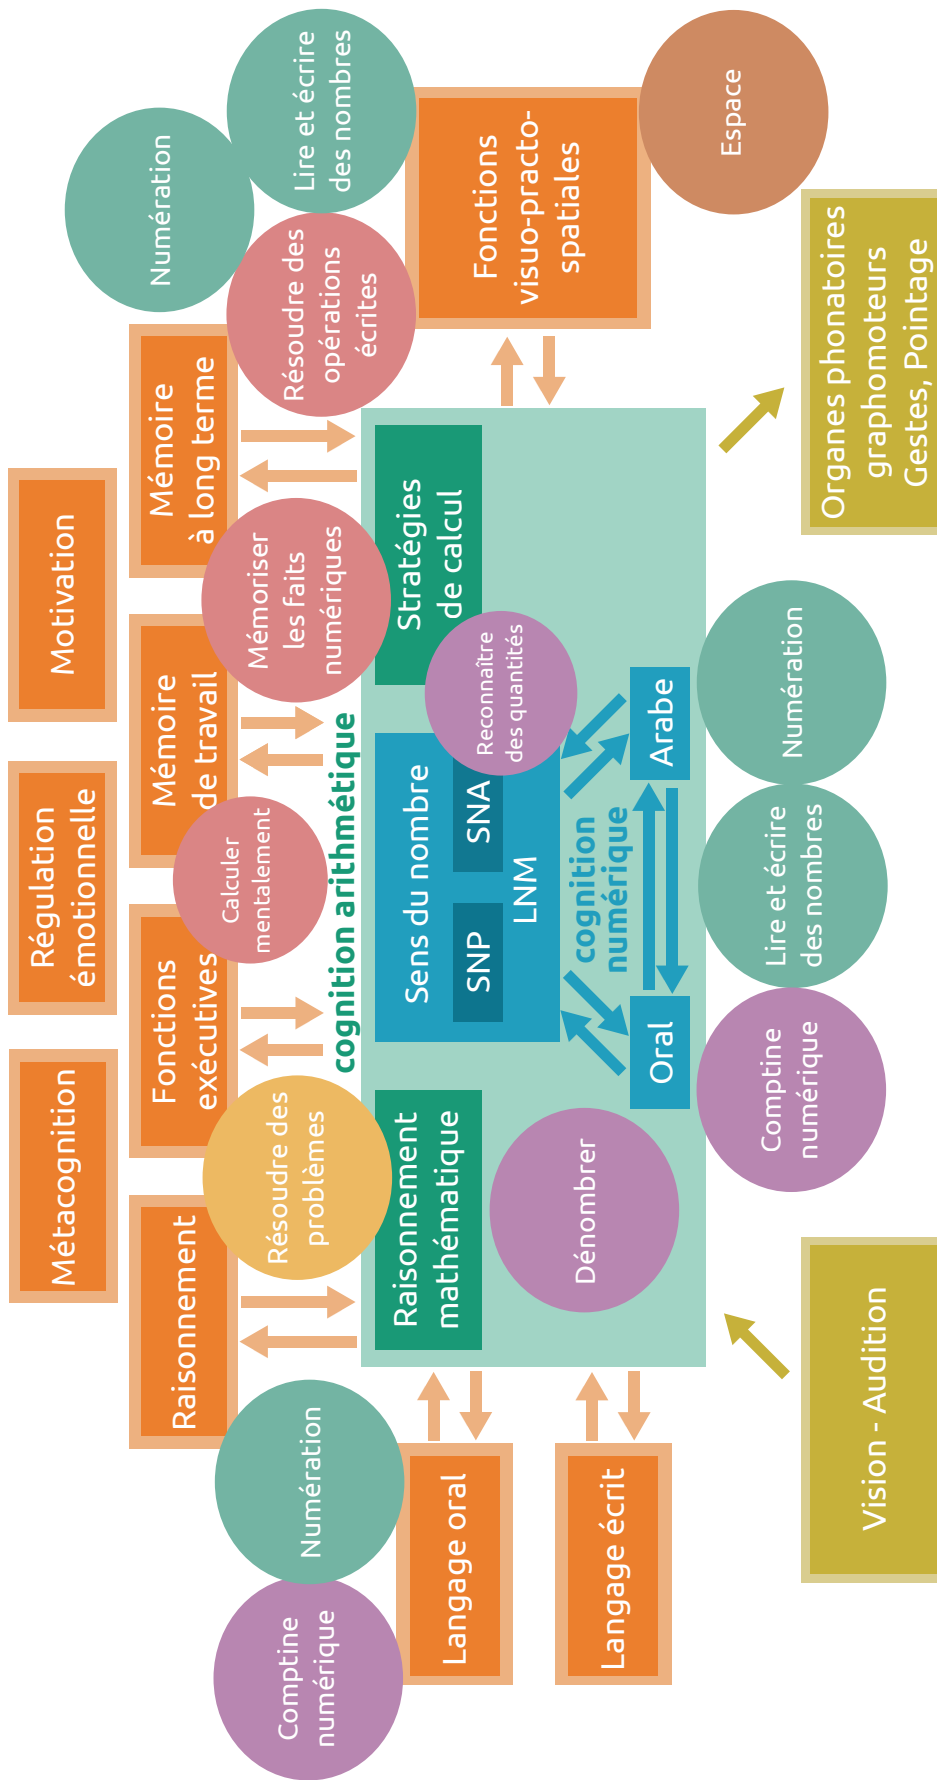 Métacognition
Régulation
émotionnelle
Motivation
Raisonnement
Fonctions
exécutives
Mémoire
de travail
Mémoire
à long terme
Numération
Comptine
numérique
Numération
Résoudre des
problèmes
Calculer
mentalement
Mémoriser
les faits
numériques
Résoudre des
opérations
écrites
Lire et écrire
des nombres
cognition arithmétique
Langage oral
Langage écrit
Raisonnement
mathématique
Sens du nombre
SNP
SNA
LNM
Stratégies
de calcul
Reconnaître
des quantités
Fonctions
visuo-practo-
spatiales
Dénombrer
cognition
numérique
Oral
Arabe
Espace
Comptine
numérique
Lire et écrire
des nombres
Numération
Vision - Audition
Organes phonatoires
graphomoteurs
Gestes, Pointage